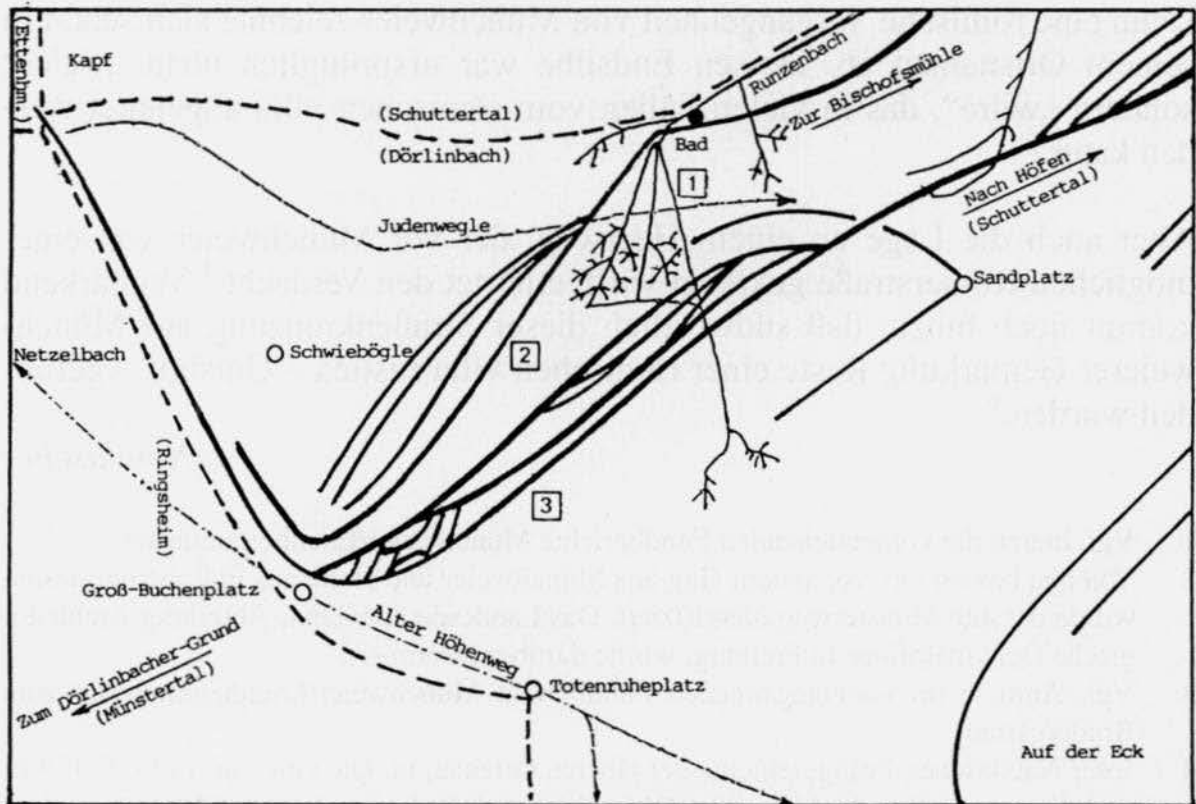 (Ettenhm.)
Kapf
(Schuttertal)
(Dörlinbach)
Runzenbach
Zur Bischofsmühle
Bad
1
Judenwegle
Nach Höfen
(Schuttertal)
Sandplatz
Netzelbach
Schwiebögle
2
(Ringsheim)
3
Groß-Buchenplatz
Alter Höhenweg
Zum Dörlinbacher-Grund
(Münstertal)
Totenruheplatz
Auf der Eck